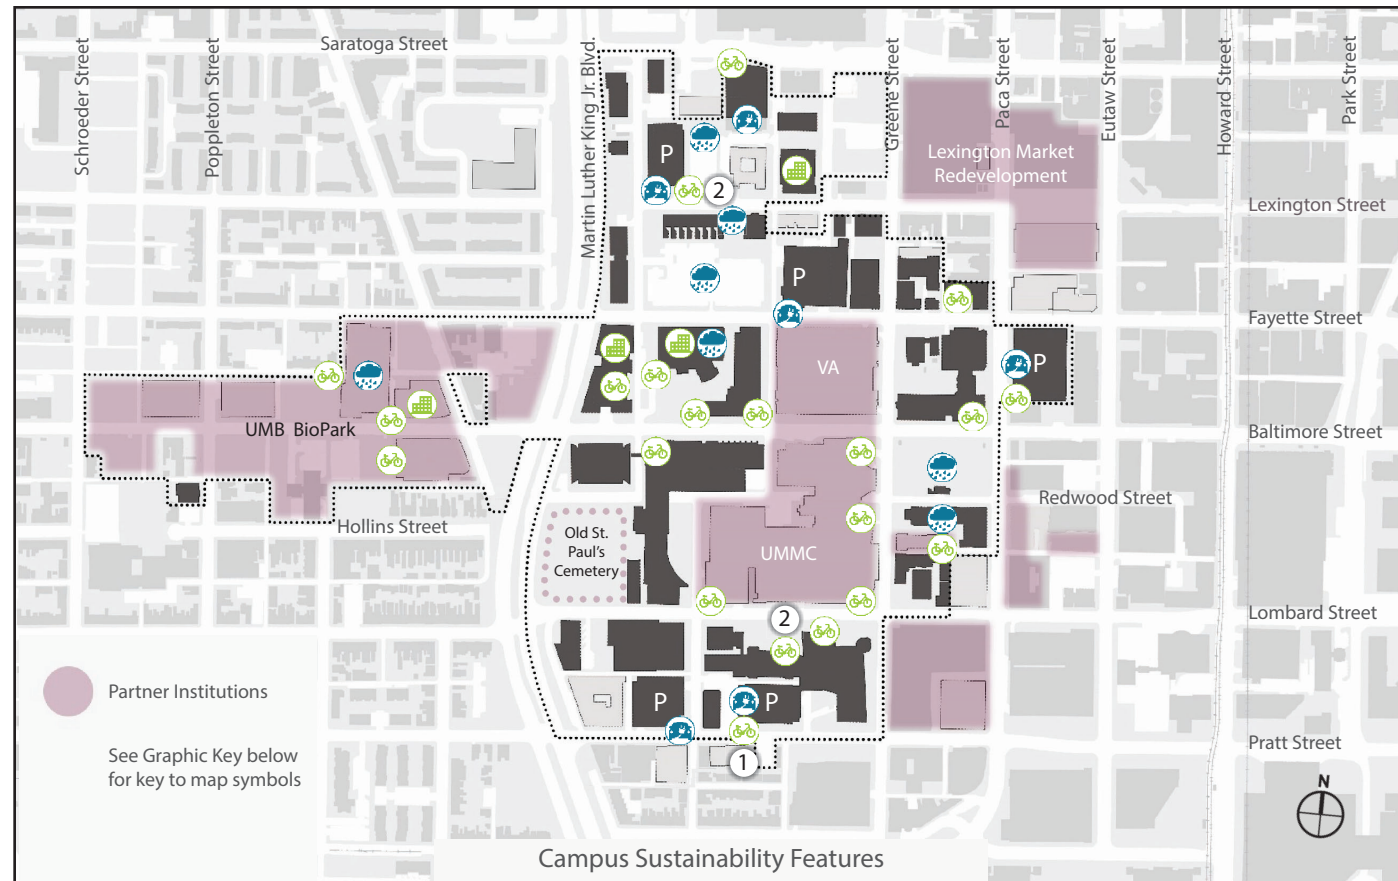 Saratoga Street
Schroeder Street
Poppleton Street
Martin Luther King Jr. Blvd.
Greene Street
Paca Street
Eutaw Street
Howard Street
Park Street
P
Lexington Market
Redevelopment
2
Lexington Street
P
Fayette Street
VA
P
UMB BioPark
Baltimore Street
Redwood Street
Hollins Street
Old St.
Paul's
Cemetery
UMMC
2
Lombard Street
Partner Institutions
P
P
See Graphic Key below
for key to map symbols
Pratt Street
1
N
Campus Sustainability Features